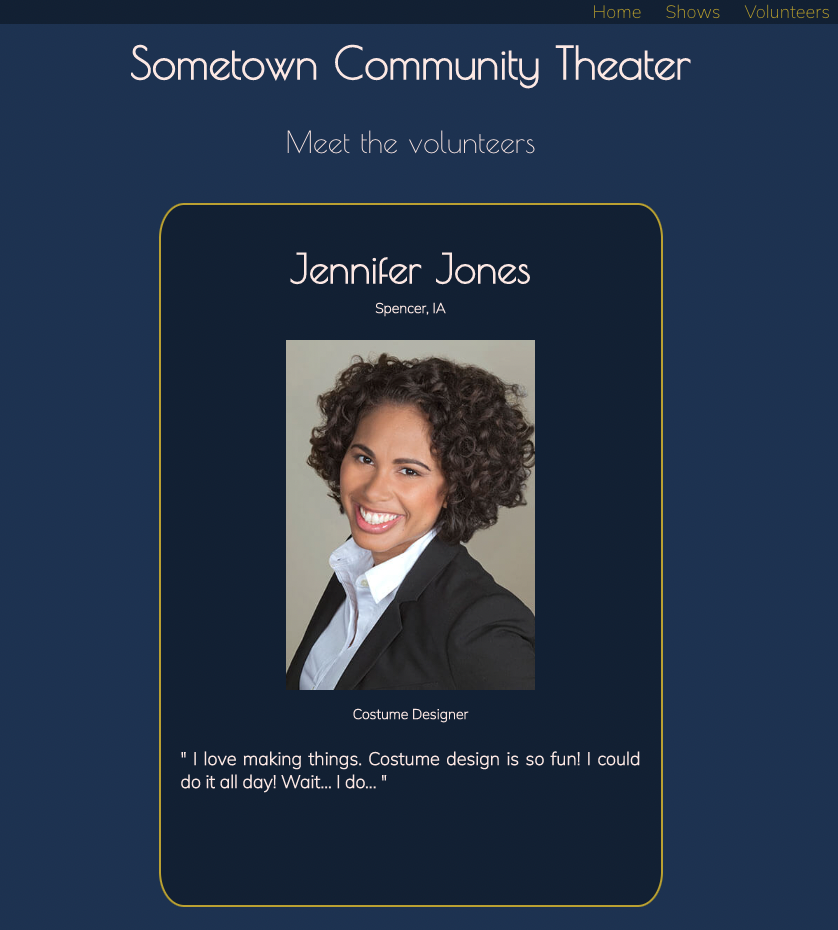 Home Shows Volunteers
Sometown Community Theater
Meet the volunteers
Jennifer Jones
Spencer, IA
Costume Designer
" I love making things. Costume design is so fun! I could
do it all day! Wait... I do... "